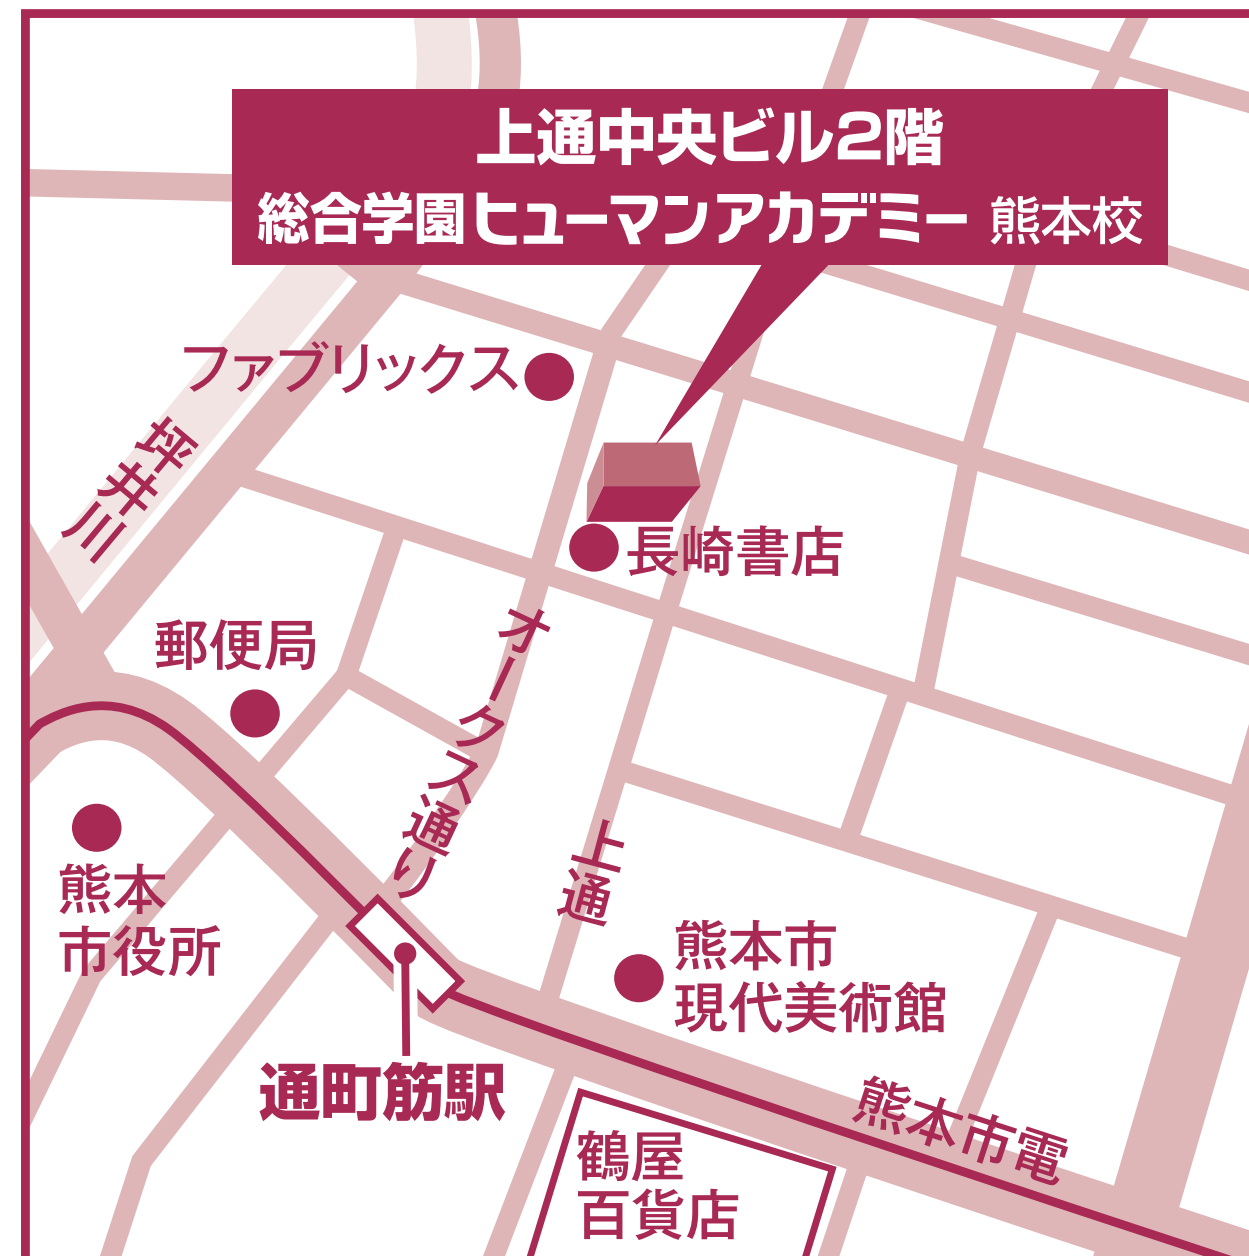 上通中央ビル2階
総合学園ヒューマンアカデミー 熊本校
ファブリックス
坪井川
長崎書店
郵便局
オークス通り
上通
熊本
市役所
熊本市
現代美術館
通町筋駅
熊本市電
鶴屋
百貨店